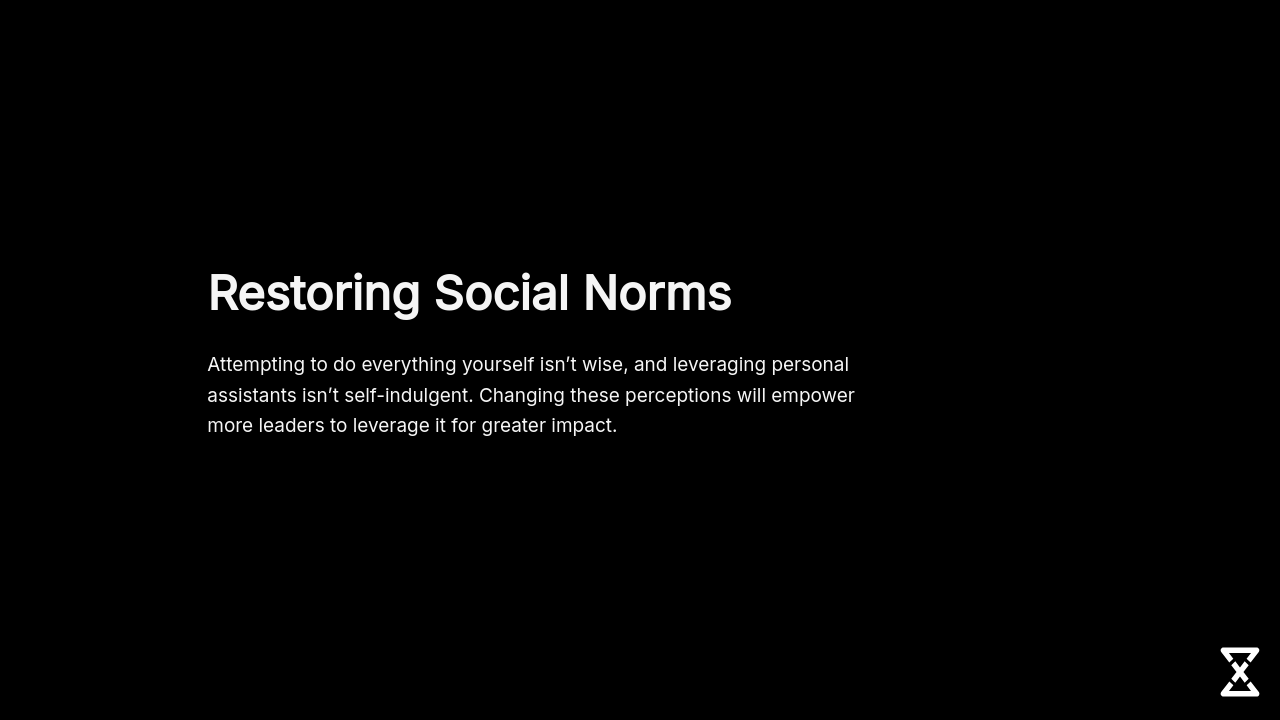 Restoring Social Norms
Attempting to do everything yourself isn’t wise, and leveraging personal
assistants isn’t self-indulgent. Changing these perceptions will empower
more leaders to leverage it for greater impact.